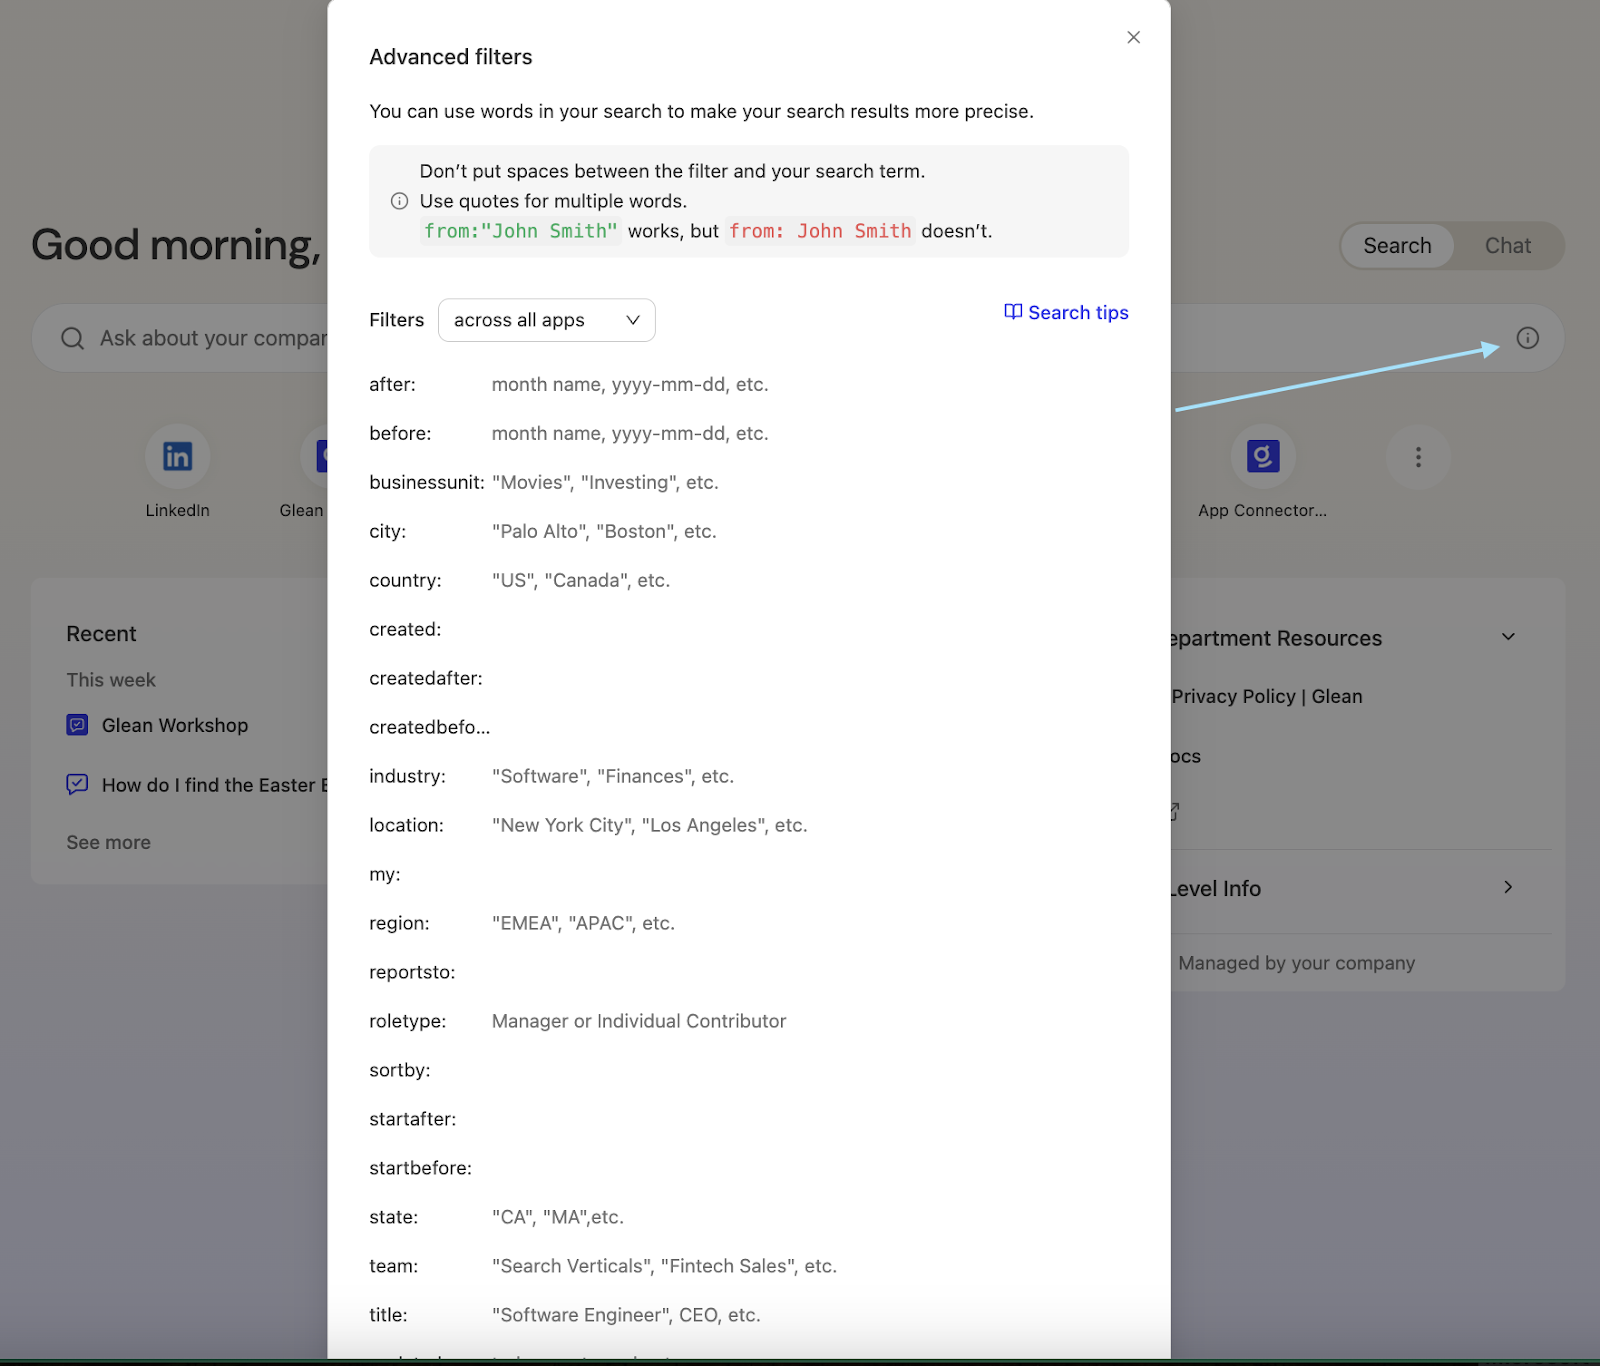 Advanced filters
You can use words in your search to make your search results more precise.
Don’t put spaces between the filter and your search term.
Use quotes for multiple words.
from:"John Smith" works, but from: John Smith doesn’t.
Good morning,
Search Chat
Ask about your compan
Filters across all apps
Search tips
after: month name, yyyy-mm-dd, etc.
before: month name, yyyy-mm-dd, etc.
businessunit: "Movies", "Investing", etc.
city: "Palo Alto", "Boston", etc.
country: "US", "Canada", etc.
created:
createdafter:
createdbefo...
industry: "Software", "Finances", etc.
location: "New York City", "Los Angeles", etc.
my:
region: "EMEA", "APAC", etc.
reportsto:
roletype: Manager or Individual Contributor
sortby:
startafter:
startbefore:
state: "CA", "MA",etc.
team: "Search Verticals", "Fintech Sales", etc.
title: "Software Engineer", CEO, etc.
LinkedIn
Glean
App Connector...
Recent
This week
Glean Workshop
How do I find the Easter E
See more
epartment Resources
Privacy Policy | Glean
ocs
Level Info
Managed by your company